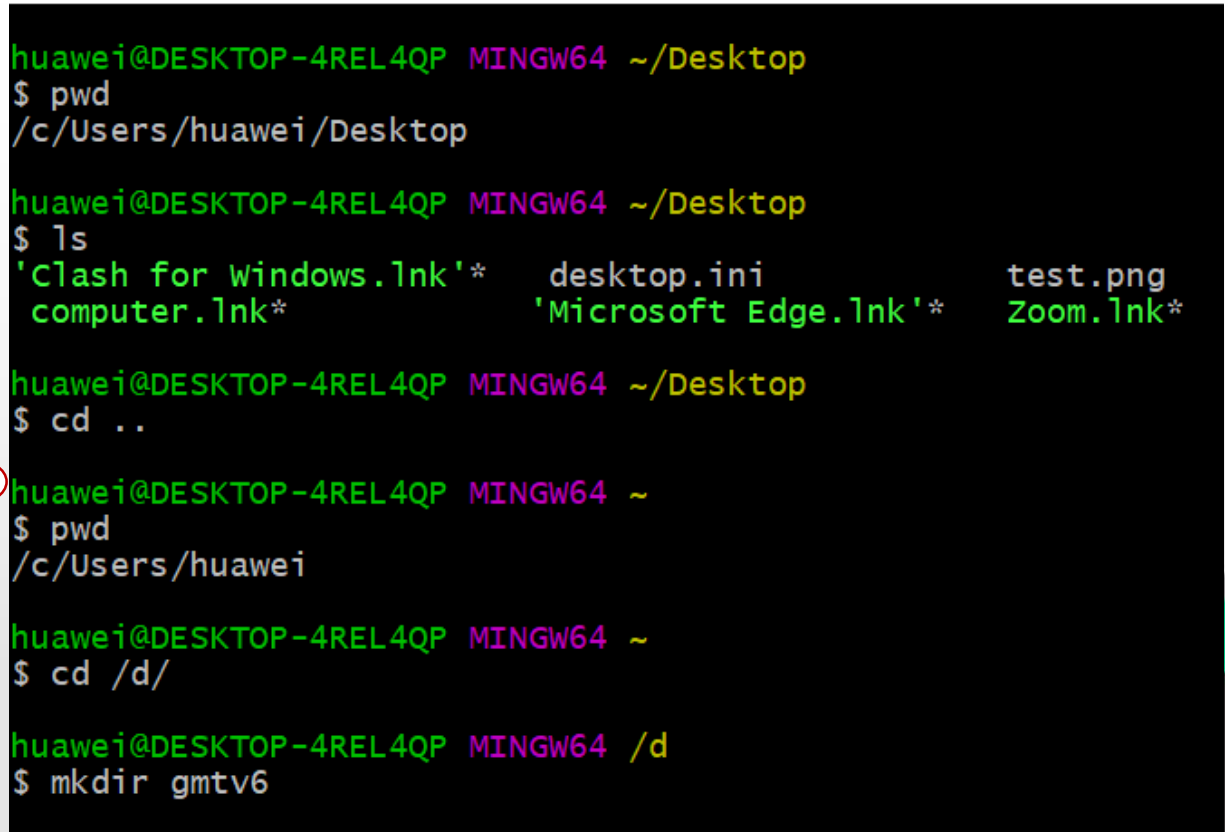 huawei@DESKTOP-4REL4QP MINGW64 ~/Desktop
$ pwd
/c/Users/huawei/Desktop
huawei@DESKTOP-4REL4QP MINGW64 ~/Desktop
$ ls
'Clash for Windows.lnk'* desktop.ini test.png
computer.lnk* 'Microsoft Edge.lnk'* Zoom.lnk*
huawei@DESKTOP-4REL4QP MINGW64 ~/Desktop
$ cd ..
huawei@DESKTOP-4REL4QP MINGW64 ~
$ pwd
/c/Users/huawei
huawei@DESKTOP-4REL4QP MINGW64 ~
$ cd /d/
huawei@DESKTOP-4REL4QP MINGW64 /d
$ mkdir gmtv6